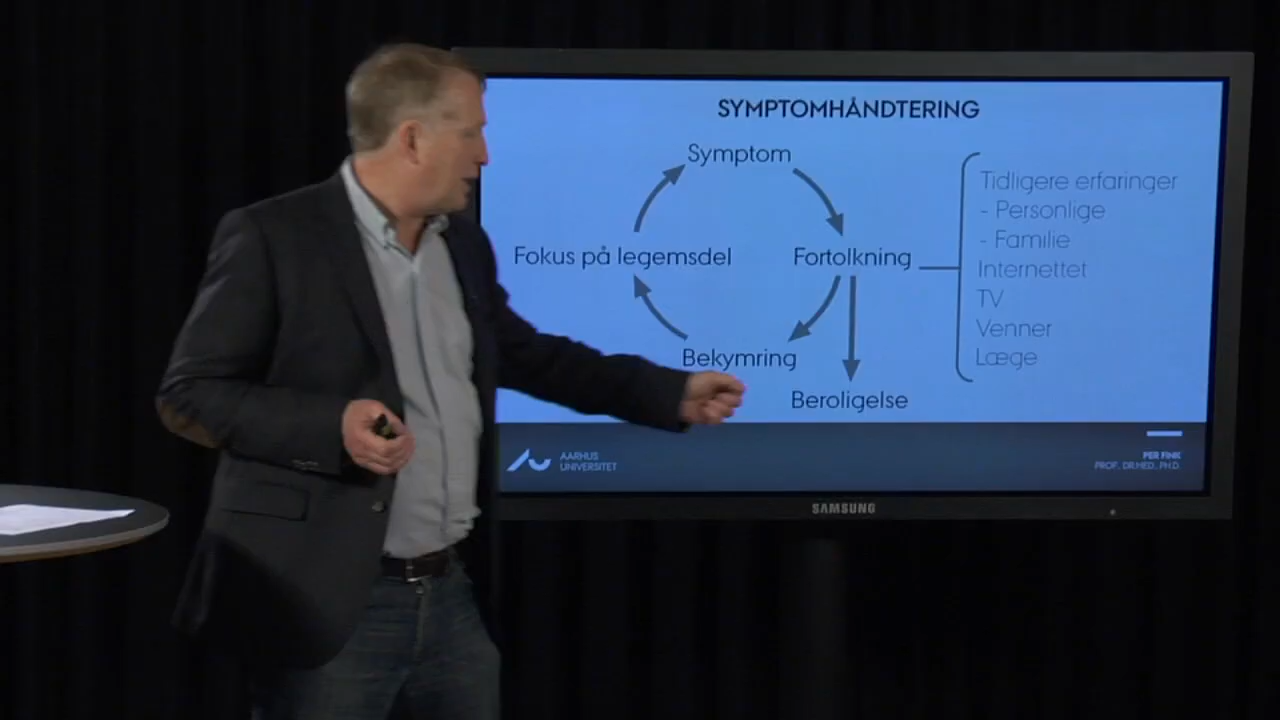 SYMPTOMHÅNDTERING
Symptom
Fokus på legemsdel
Fortolkning
Bekymring
Beroligelse
Tidligere erfaringer
- Personlige
- Familie
Internettet
TV
Venner
Læge
AARHUS
UNIVERSITET
PER FINK
PROF. DR.MED. PH.D.
SAMSUNG